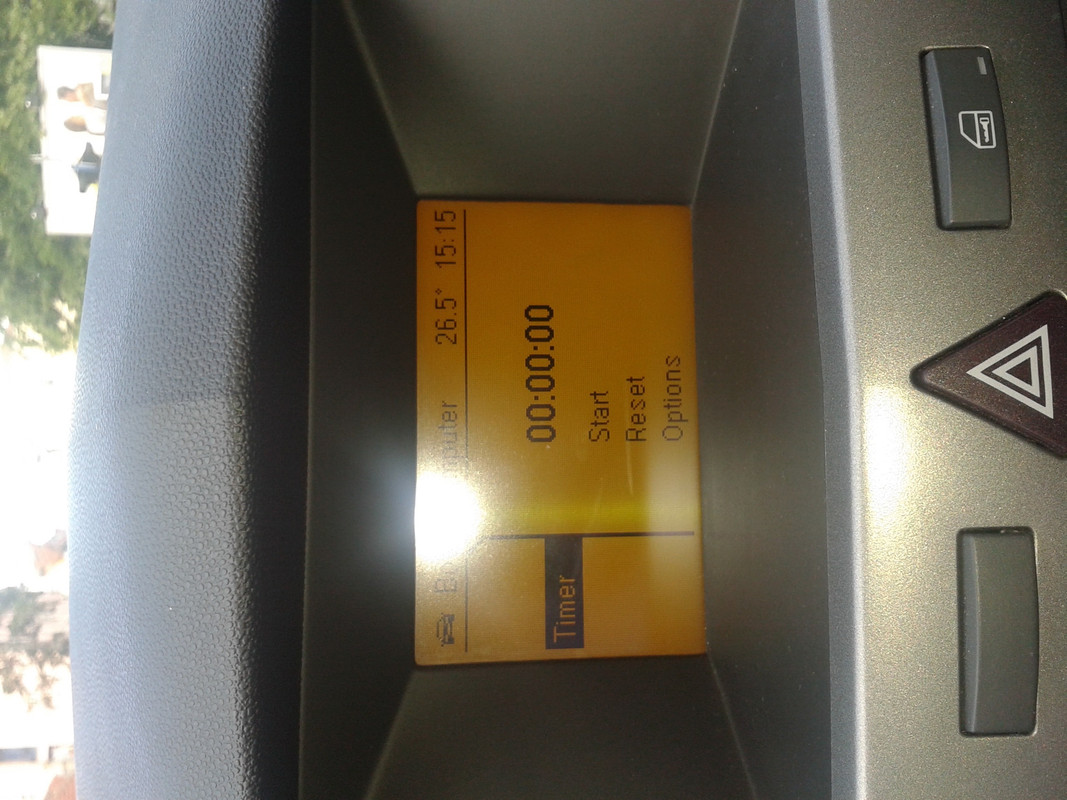 26.5° 15:15
Timer
00:00:00
Start
Reset
Options